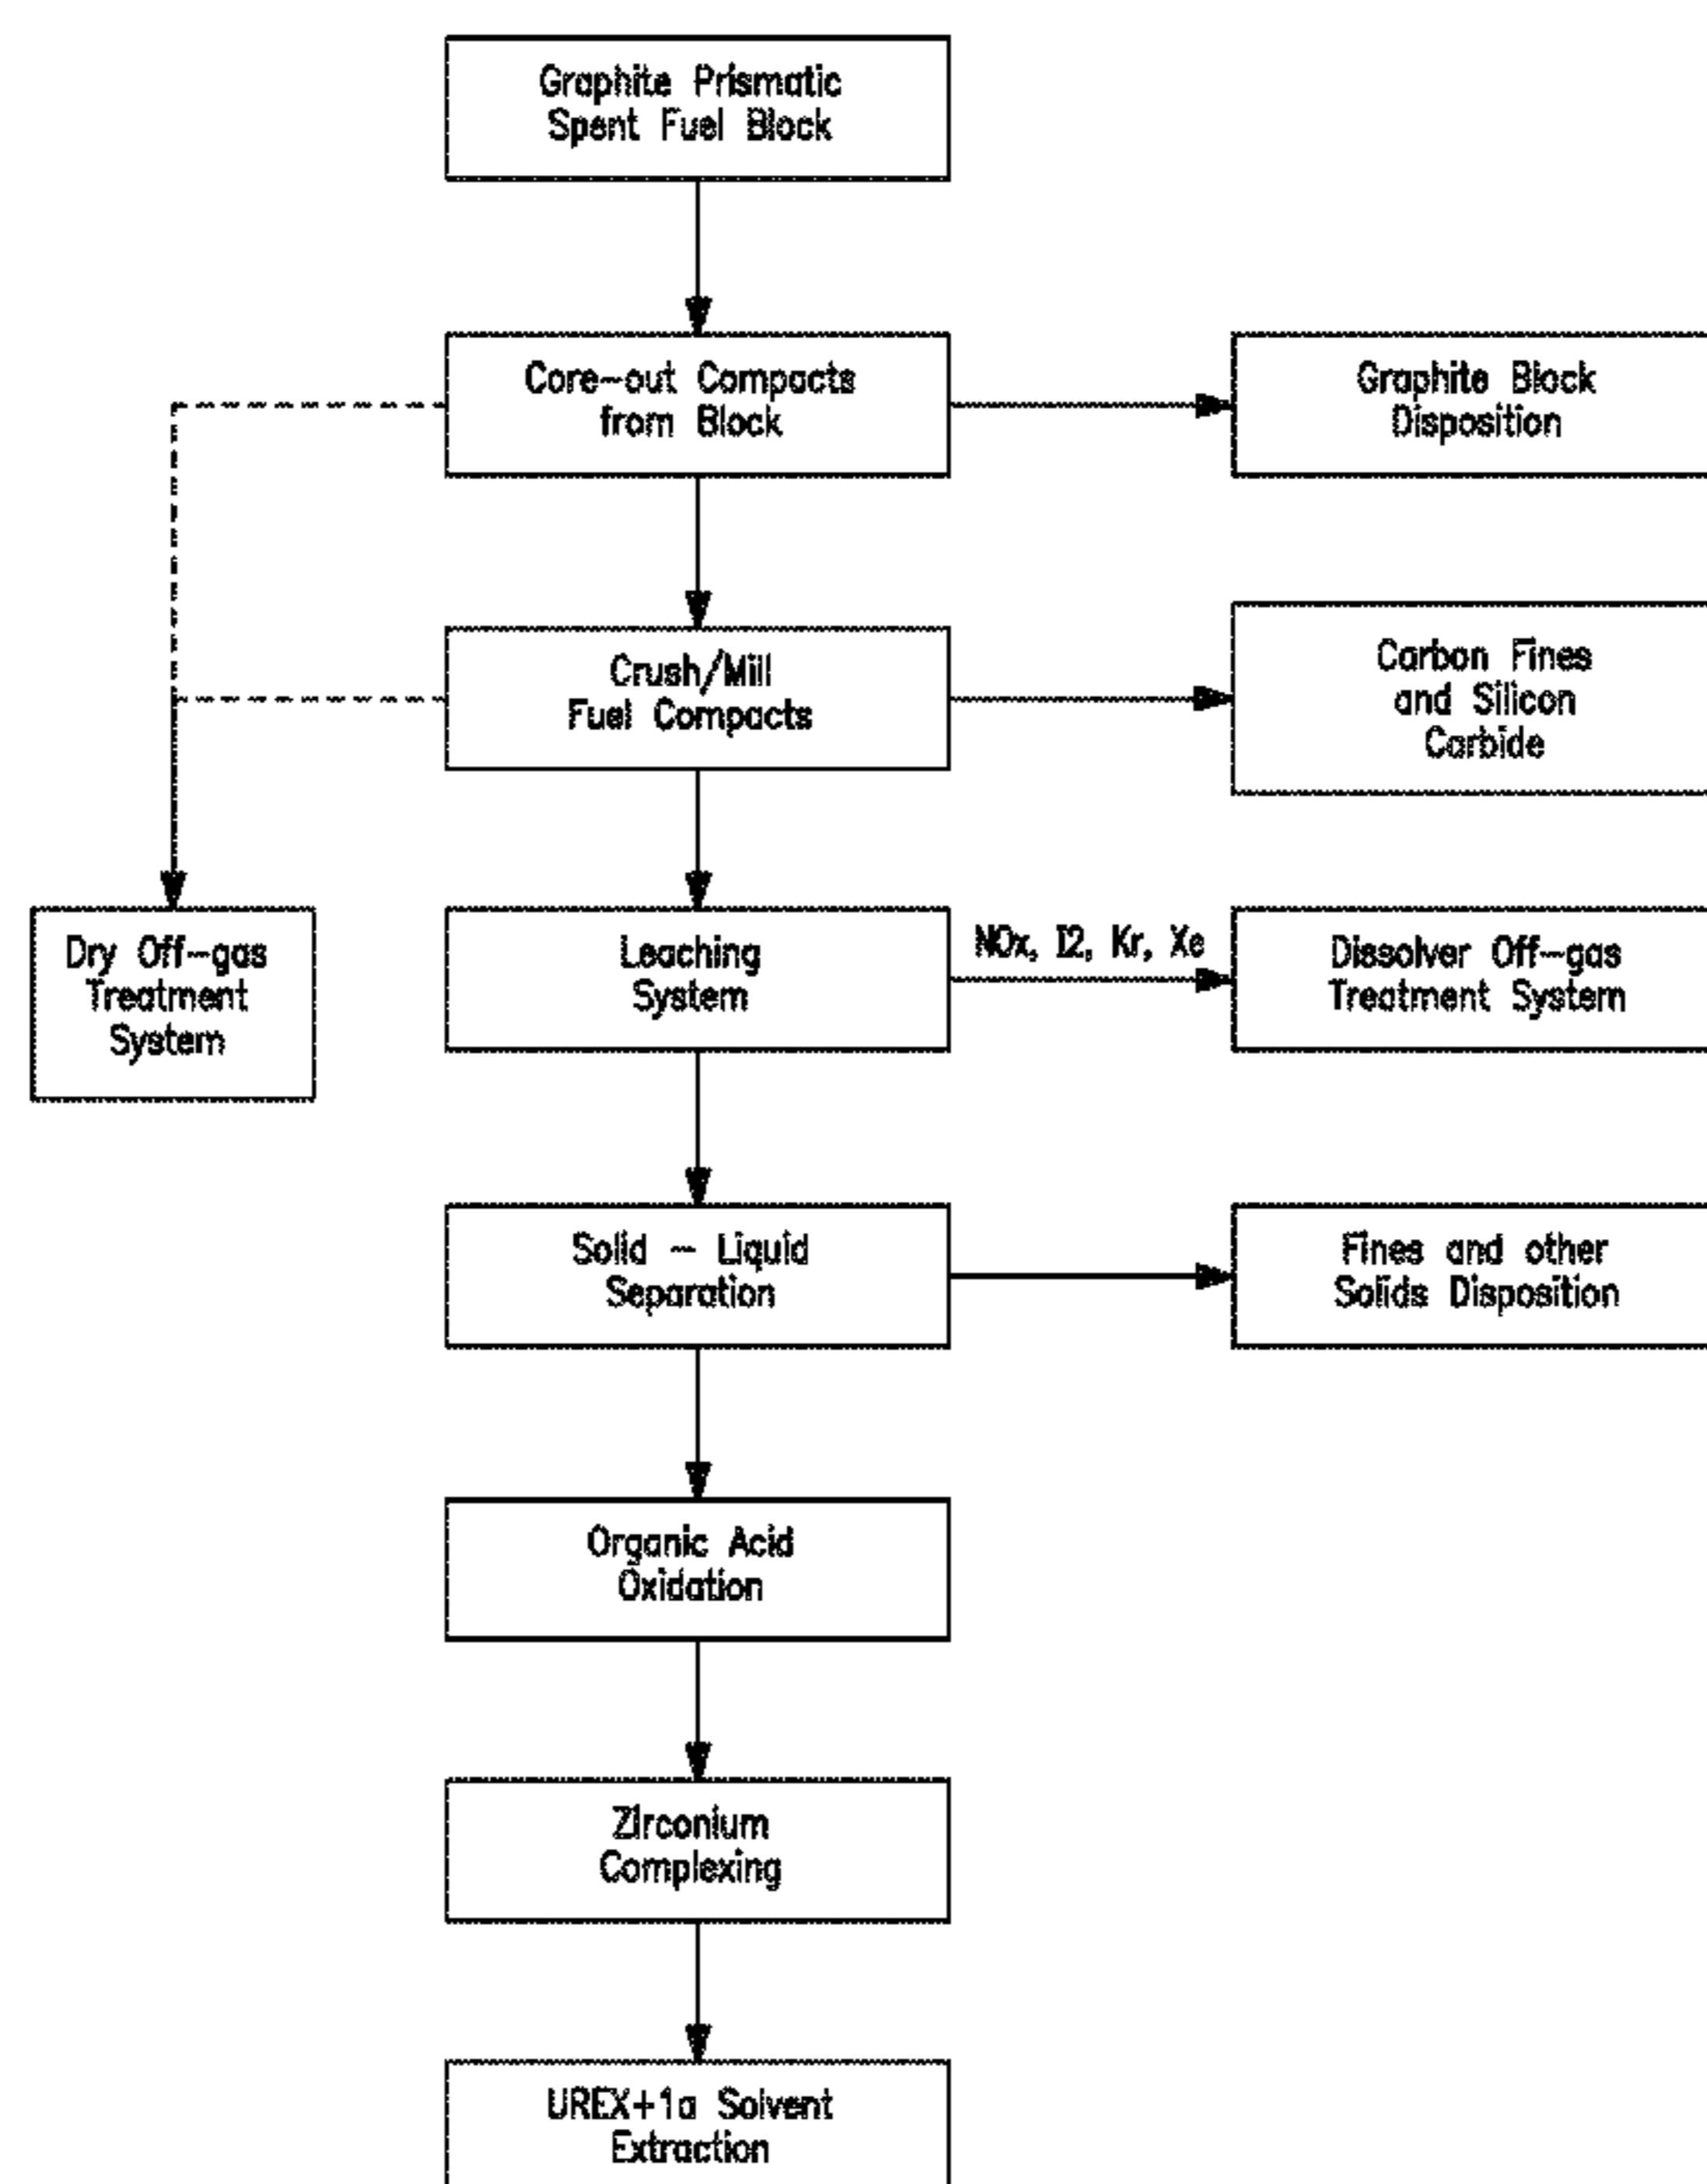 Graphite Prismatic
Spent Fuel Block
Core-out Compacts
from Block
Graphite Block
Disposition
Crush/Mill
Fuel Compacts
Carbon Fines
and Silicon
Carbide
Dry Off-gas
Treatment
System
Leaching
System
NOx, I2, Kr, Xe
Dissolver Off-gas
Treatment System
Solid - Liquid
Separation
Fines and other
Solids Disposition
Organic Acid
Oxidation
Zirconium
Complexing
UREX+1a Solvent
Extraction